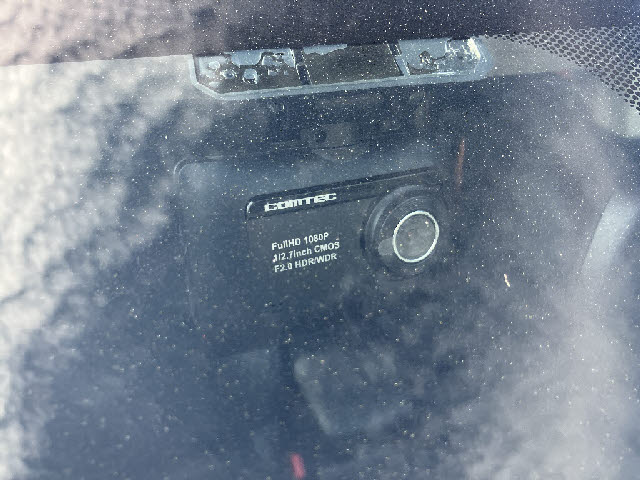 COMTEC
FullHD 1080P
1/2.7inch CMOS
F2.0 HDR/WDR